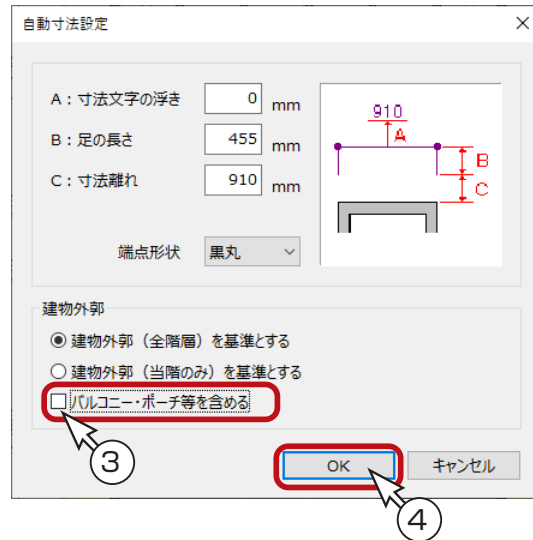 自動寸法設定
A：寸法文字の浮き 0 mm
B：足の長さ 455 mm
C：寸法離れ 910 mm
910
A
B
C
端点形状 黒丸
建物外郭
建物外郭（全階層）を基準とする
建物外郭（当階のみ）を基準とする
バルコニー・ポーチ等を含める
③
OK キャンセル
④